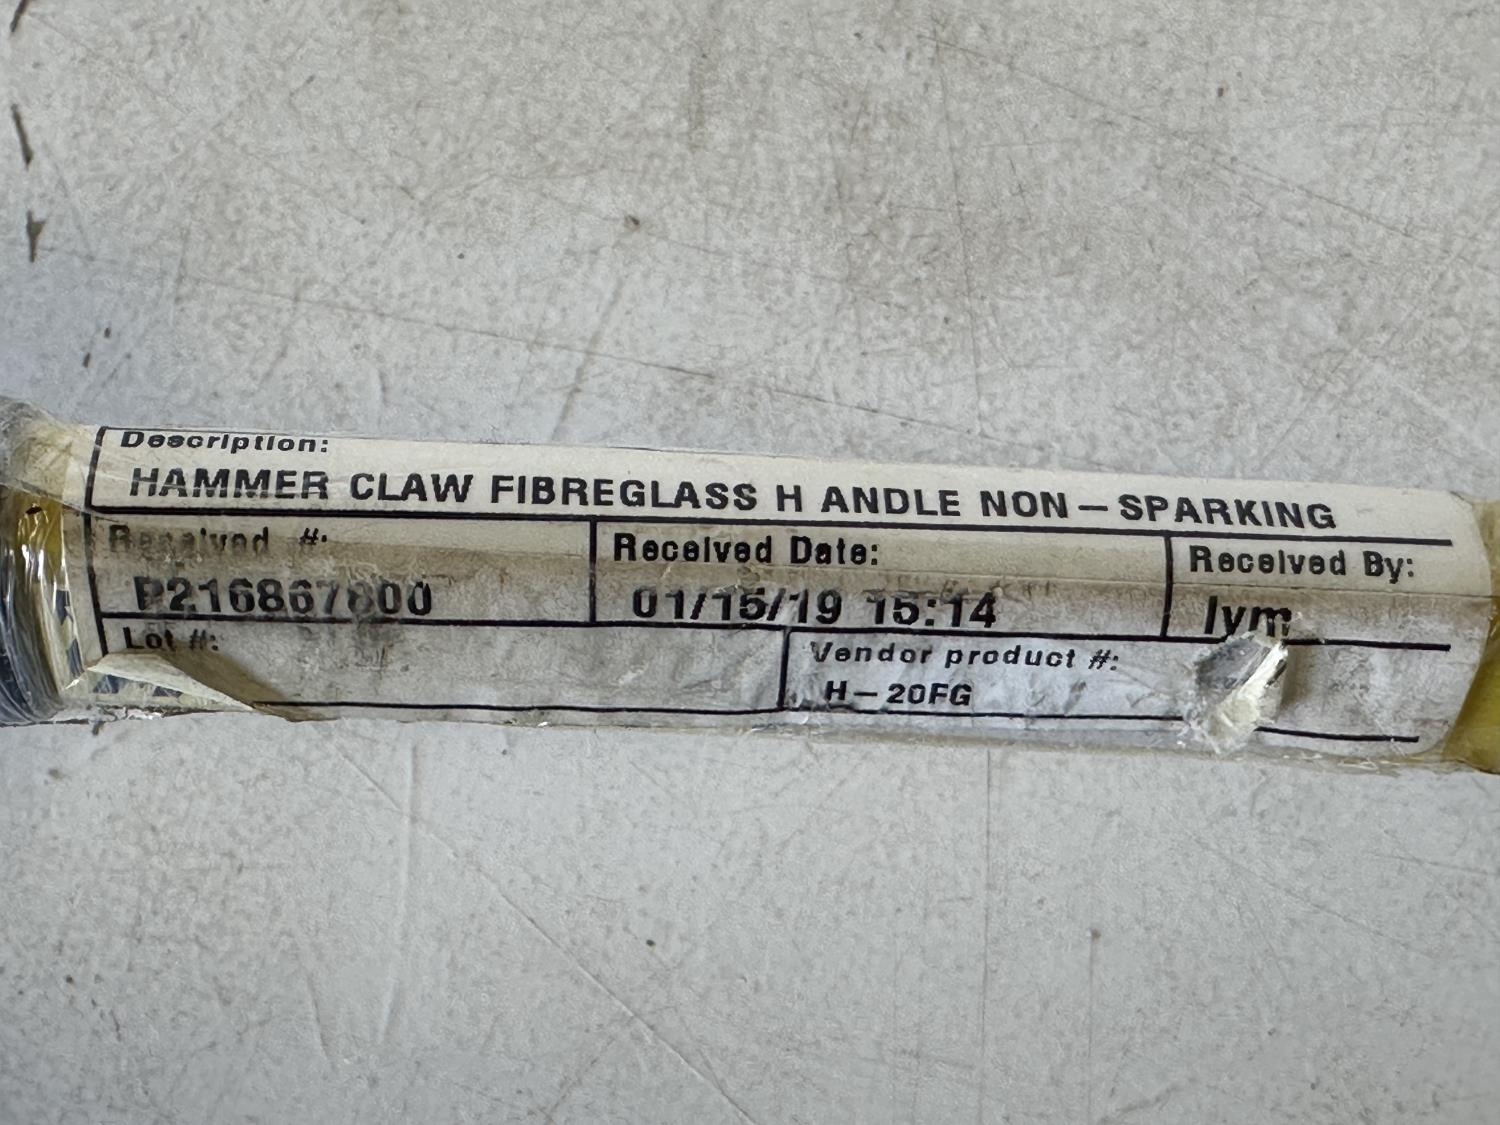 Description:
HAMMER CLAW FIBREGLASS H ANDLE NON-SPARKING
Received #: Received Date: Received By:
01/15/19 15:14 lym
Lot #: Vendor product #:
H-20FG